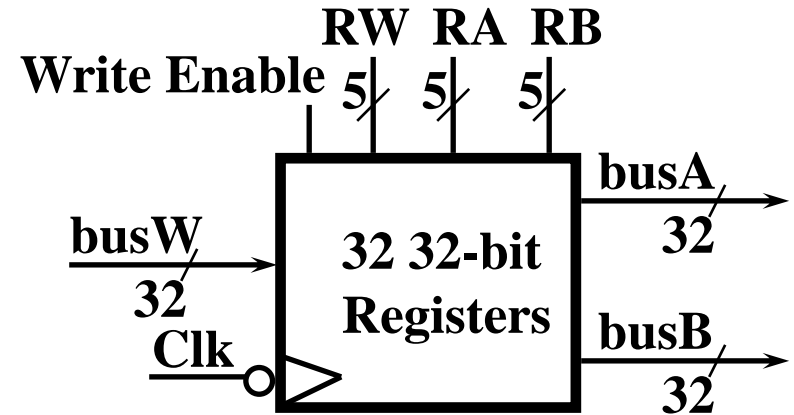 RW RA RB
Write Enable
5 5 5
busA
32
busW
32
32 32-bit
Registers
Clk
busB
32